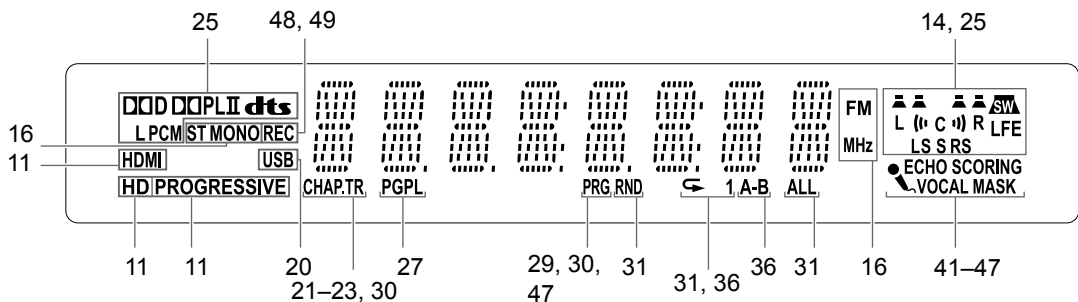 25
48, 49
14, 25
DD DD PLII dts
L PCM ST MONO REC
16
11
HDMI
USB
HD PROGRESSIVE
CHAP.TR
PGPL
PRG RND
1 A-B
ALL
FM
MHz
SW
L C R LFE
LS S RS
ECHO SCORING
VOCAL MASK
11
11
20
21–23, 30
27
29, 30,
47
31
31, 36
36
31
16
41–47